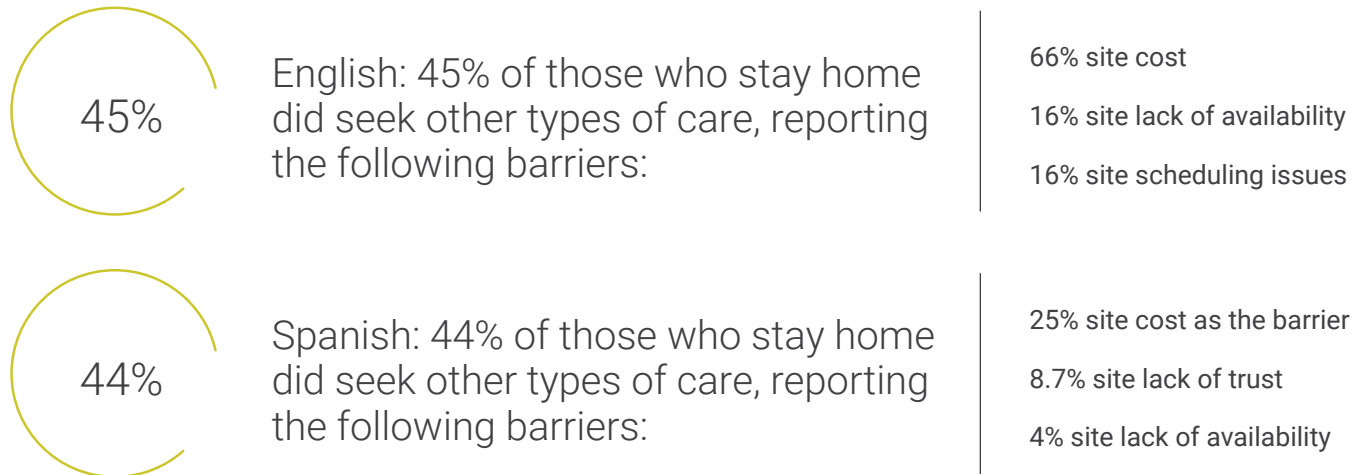 45%
English: 45% of those who stay home
did seek other types of care, reporting
the following barriers:
66% site cost
16% site lack of availability
16% site scheduling issues
44%
Spanish: 44% of those who stay home
did seek other types of care, reporting
the following barriers:
25% site cost as the barrier
8.7% site lack of trust
4% site lack of availability